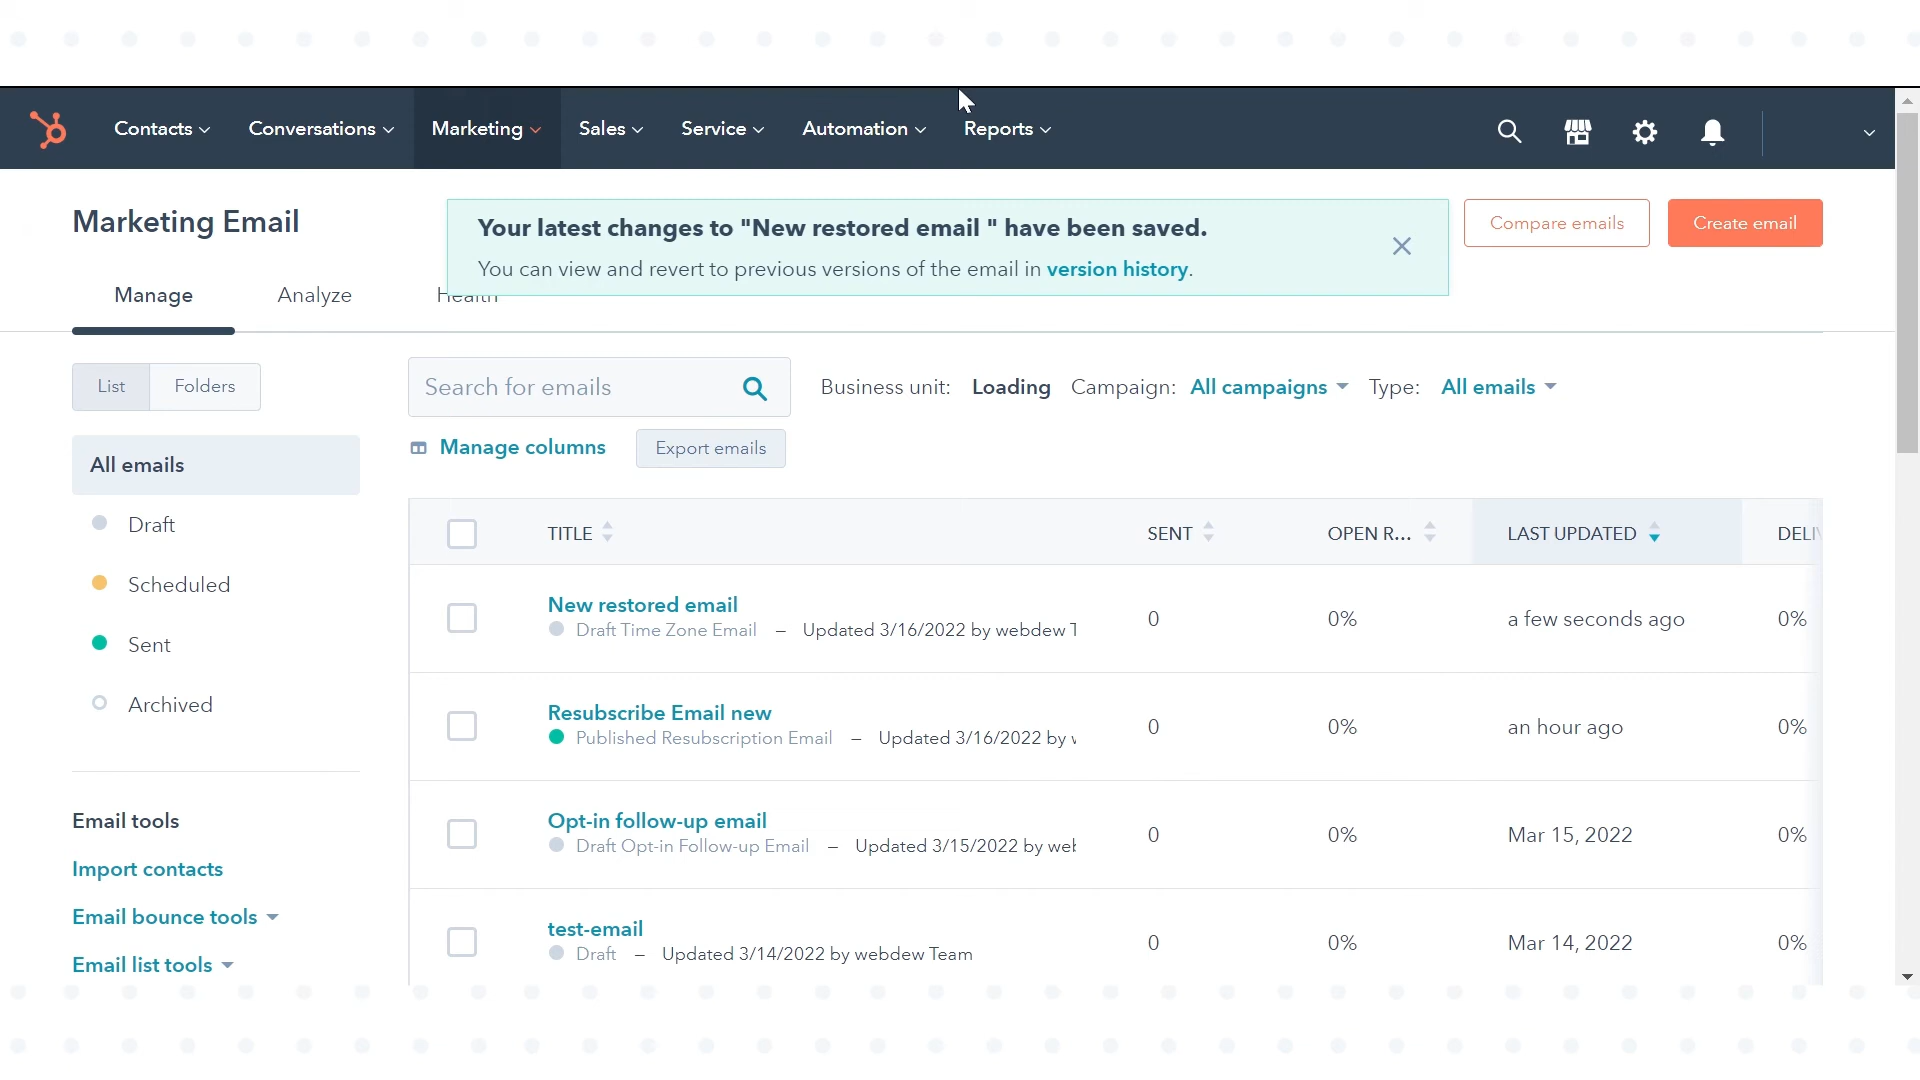 Contacts
Conversations
Marketing
Sales
Service
Automation
Reports
Marketing Email
Your latest changes to "New restored email " have been saved.
You can view and revert to previous versions of the email in version history.
Compare emails
Create email
Manage
Analyze
Health
List
Folders
Search for emails
Business unit: Loading
Campaign: All campaigns
Type: All emails
Manage columns
Export emails
All emails
Draft
Scheduled
Sent
Archived
Email tools
Import contacts
Email bounce tools
Email list tools
TITLE
SENT
OPEN R...
LAST UPDATED
New restored email
Draft Time Zone Email – Updated 3/16/2022 by webdew
0
0%
a few seconds ago
0%
Resubscribe Email new
Published Resubscription Email – Updated 3/16/2022 by
0
0%
an hour ago
0%
Opt-in follow-up email
Draft Opt-in Follow-up Email – Updated 3/15/2022 by
0
0%
Mar 15, 2022
0%
test-email
Draft – Updated 3/14/2022 by webdew Team
0
0%
Mar 14, 2022
0%